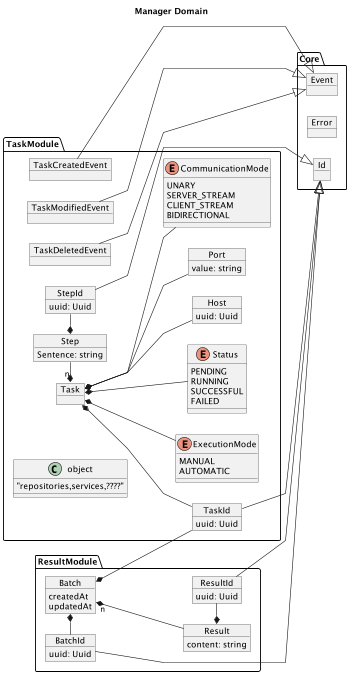 Manager Domain
Core
Event
Error
Id
TaskModule
TaskCreatedEvent
TaskModifiedEvent
TaskDeletedEvent
E CommunicationMode
UNARY
SERVER_STREAM
CLIENT_STREAM
BIDIRECTIONAL
Port
value: string
StepId
uuid: Uuid
Host
uuid: Uuid
Step
Sentence: string
E Status
PENDING
RUNNING
SUCCESSFUL
FAILED
n
Task
E ExecutionMode
MANUAL
AUTOMATIC
C object
"repositories,services,????"
TaskId
uuid: Uuid
ResultModule
Batch
createdAt
updatedAt
ResultId
uuid: Uuid
n
Result
content: string
BatchId
uuid: Uuid